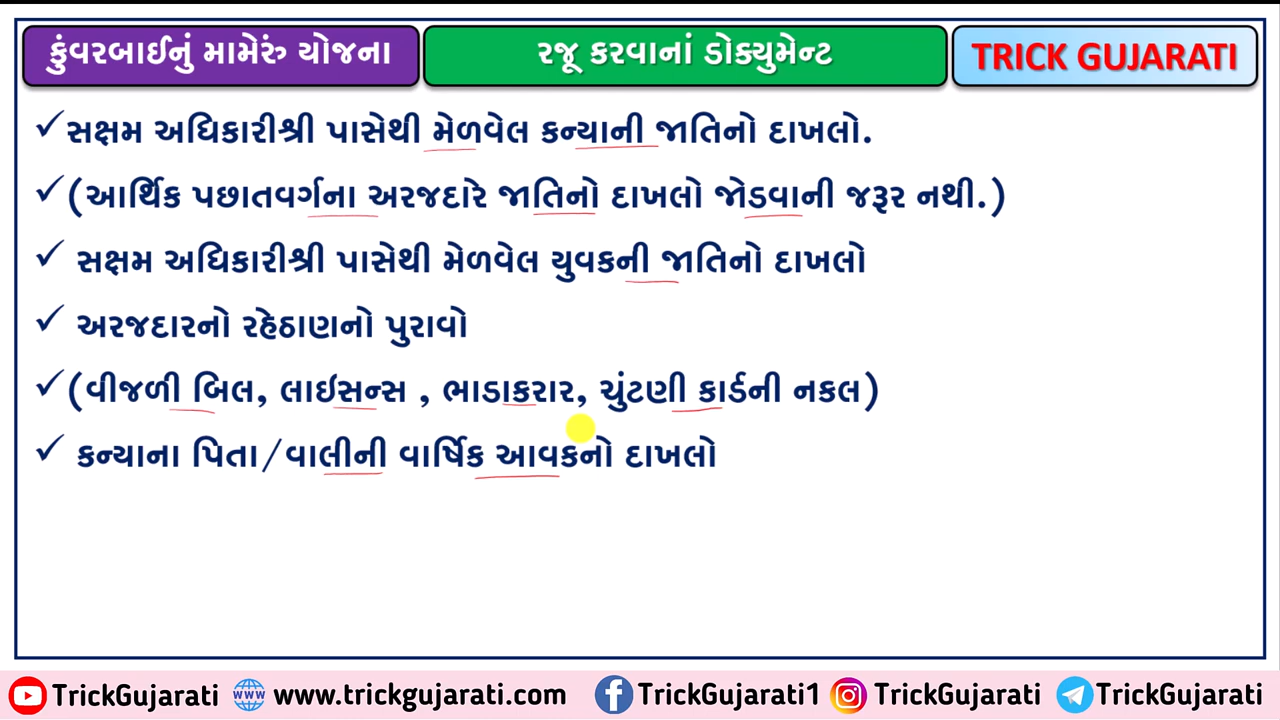 કુંવરબાઈનું મામેરું યોજના
રજૂ કરવાનાં ડોક્યુમેન્ટ
TRICK GUJARATI
✓સક્ષમ અધિકારીશ્રી પાસેથી મેળવેલ કન્યાની જાતિનો દાખલો.
✓(આર્થિક પછાતવર્ગના અરજદારે જાતિનો દાખલો જોડવાની જરૂર નથી.)
✓ સક્ષમ અધિકારીશ્રી પાસેથી મેળવેલ યુવકની જાતિનો દાખલો
✓ અરજદારનો રહેઠાણનો પુરાવો
✓(વીજળી બિલ, લાઇસન્સ , ભાડાકરાર, ચુંટણી કાર્ડની નકલ)
✓ કન્યાના પિતા/વાલીની વાર્ષિક આવકનો દાખલો
TrickGujarati www.trickgujarati.com TrickGujarati1 TrickGujarati TrickGujarati